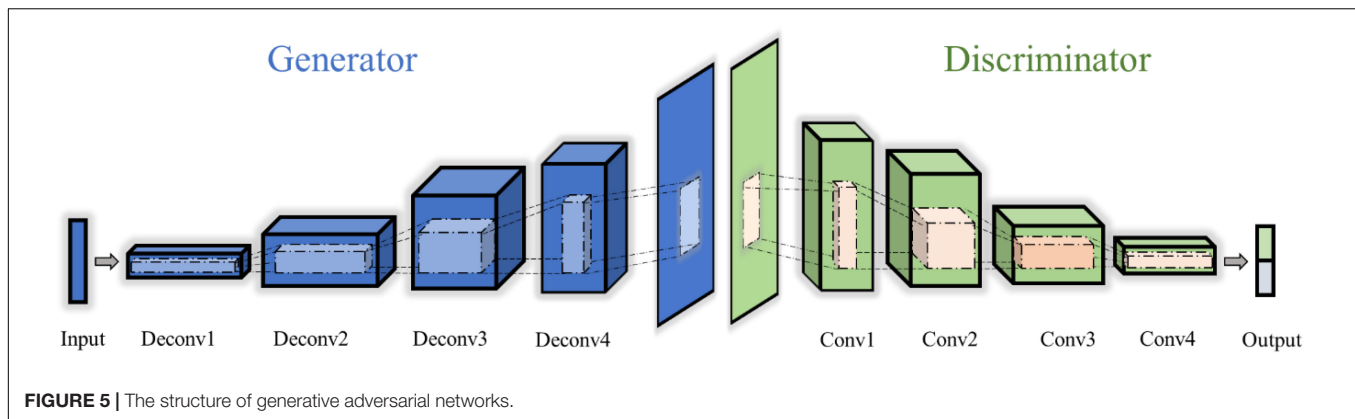 Generator
Discriminator
Input
Deconv1
Deconv2
Deconv3
Deconv4
Conv1
Conv2
Conv3
Conv4
Output
FIGURE 5 | The structure of generative adversarial networks.